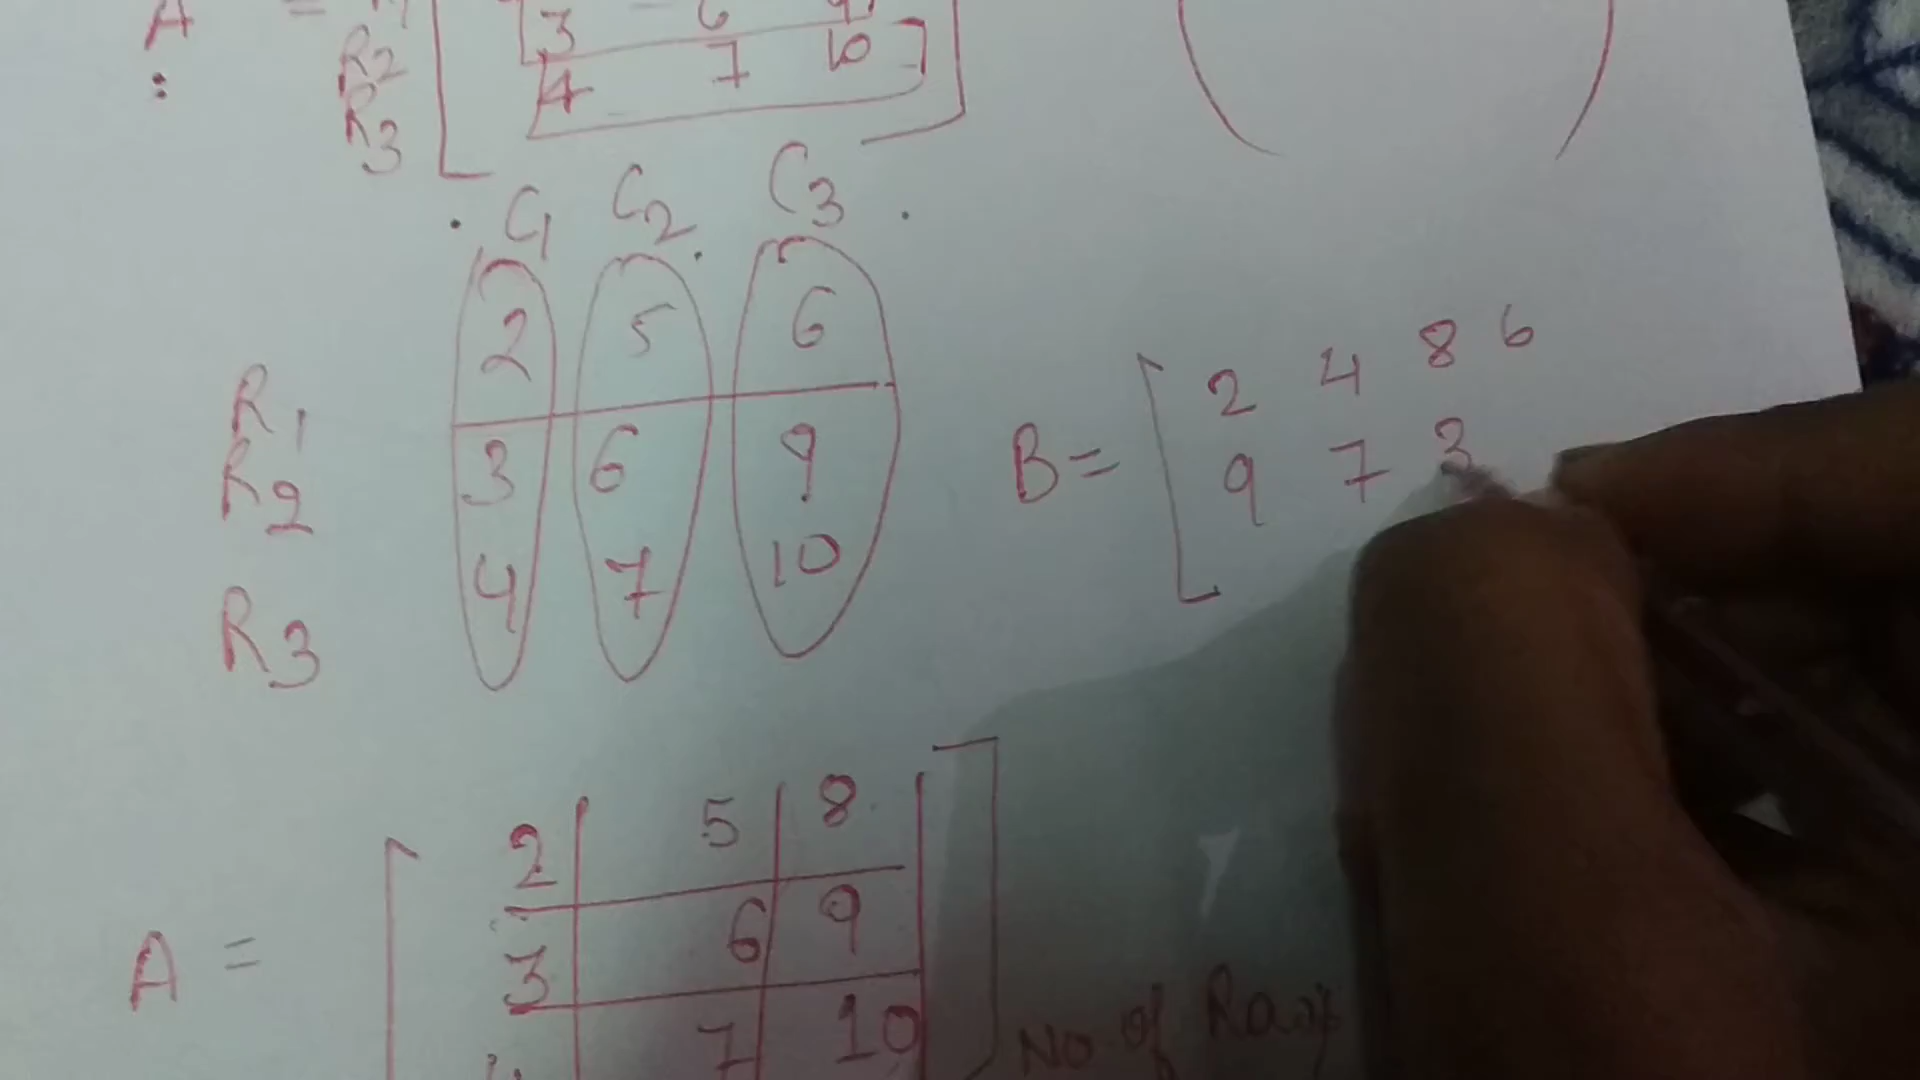 A =
3 6 9
R2 4 7 10
R3
C1 C2 C3
R1 2 5 6
R2 3 6 9
R3 4 7 10
B = 2 4 8 6
9 7 3
A = 2 5 8
3 6 9
7 10
No of